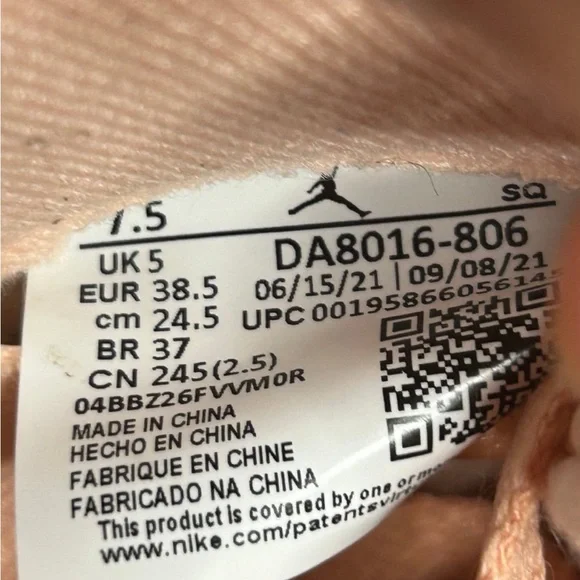 7.5 SQ
UK 5 DA8016-806
EUR 38.5 06/15/21 | 09/08/21
cm 24.5 UPC 00195866056145
BR 37
CN 245(2.5)
04BBZ26FVVM0R
MADE IN CHINA
HECHO EN CHINA
FABRIQUE EN CHINE
FABRICADO NA CHINA
This product is covered by one or
www.nike.com/patents